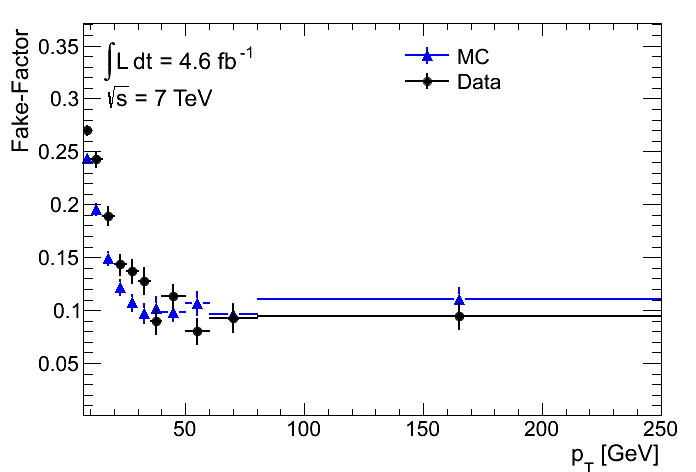 ∫L dt = 4.6 fb⁻¹
√s = 7 TeV
MC
Data
Fake-Factor
0.35
0.3
0.25
0.2
0.15
0.1
0.05
50 100 150 200 250
p_T [GeV]